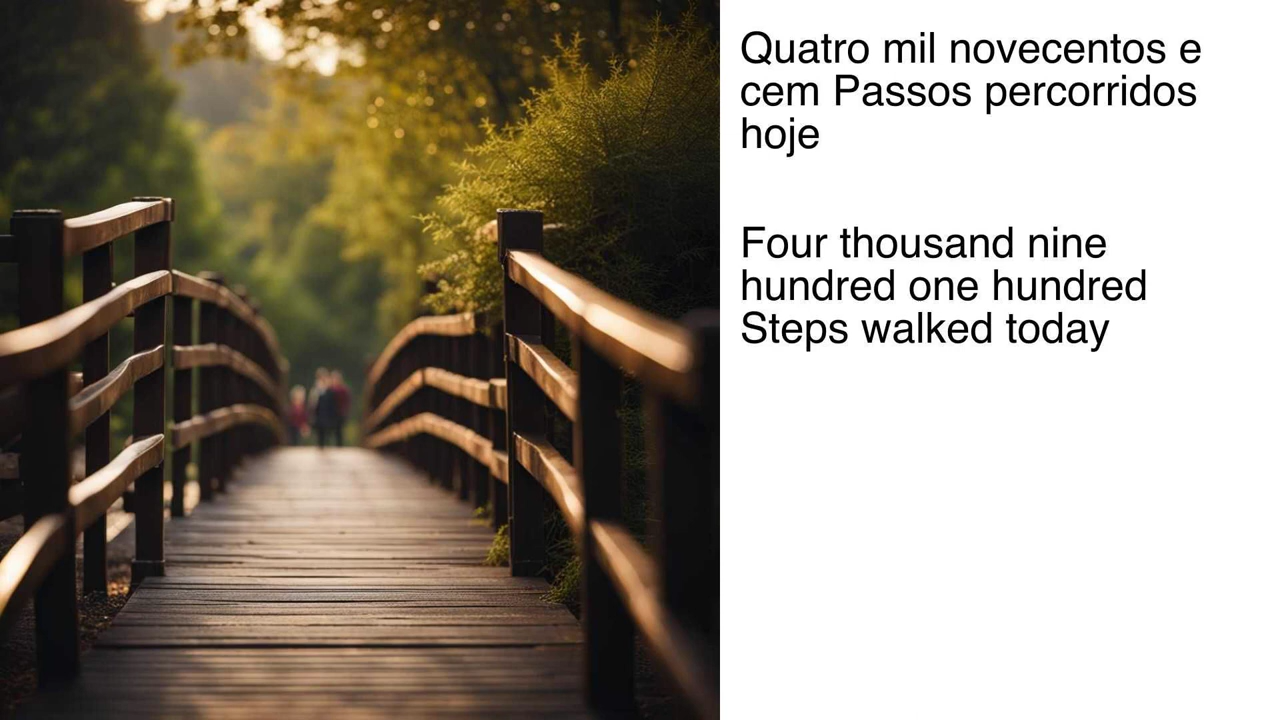 Quatro mil novecentos e
cem Passos percorridos
hoje
Four thousand nine
hundred one hundred
Steps walked today